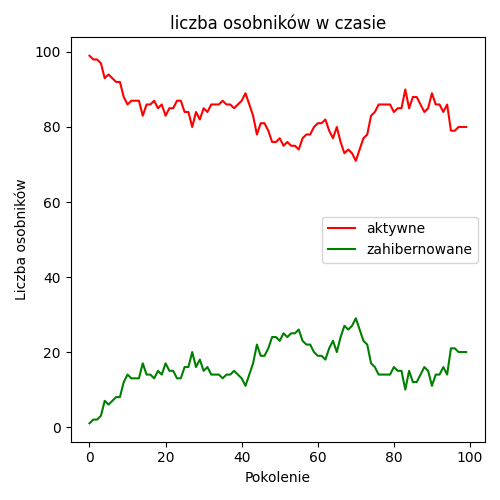 liczba osobników w czasie
Liczba osobników
100
80
60
40
20
0
aktywne
zahibernowane
0 20 40 60 80 100
Pokolenie